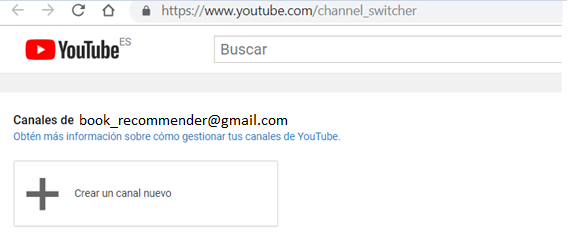 https://www.youtube.com/channel_switcher
YouTube ES
Buscar
Canales de book_recommender@gmail.com
Obtén más información sobre cómo gestionar tus canales de YouTube.
Crear un canal nuevo